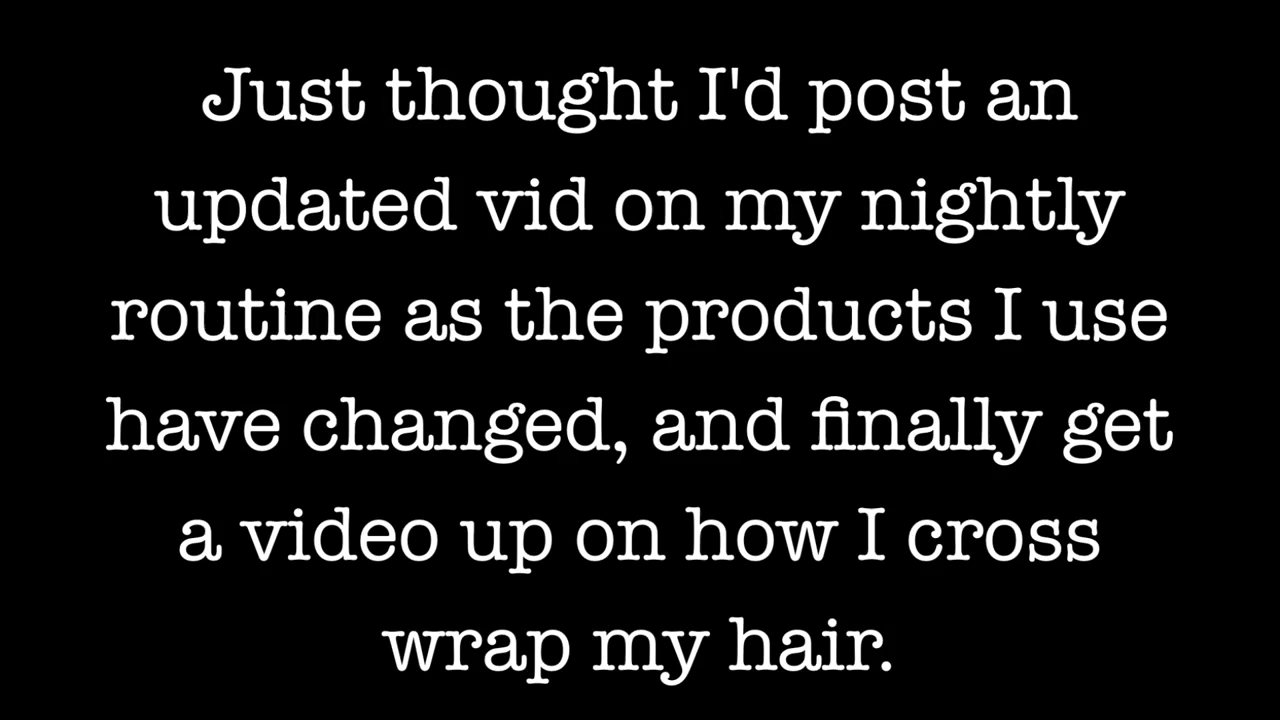 Just thought I'd post an
updated vid on my nightly
routine as the products I use
have changed, and finally get
a video up on how I cross
wrap my hair.